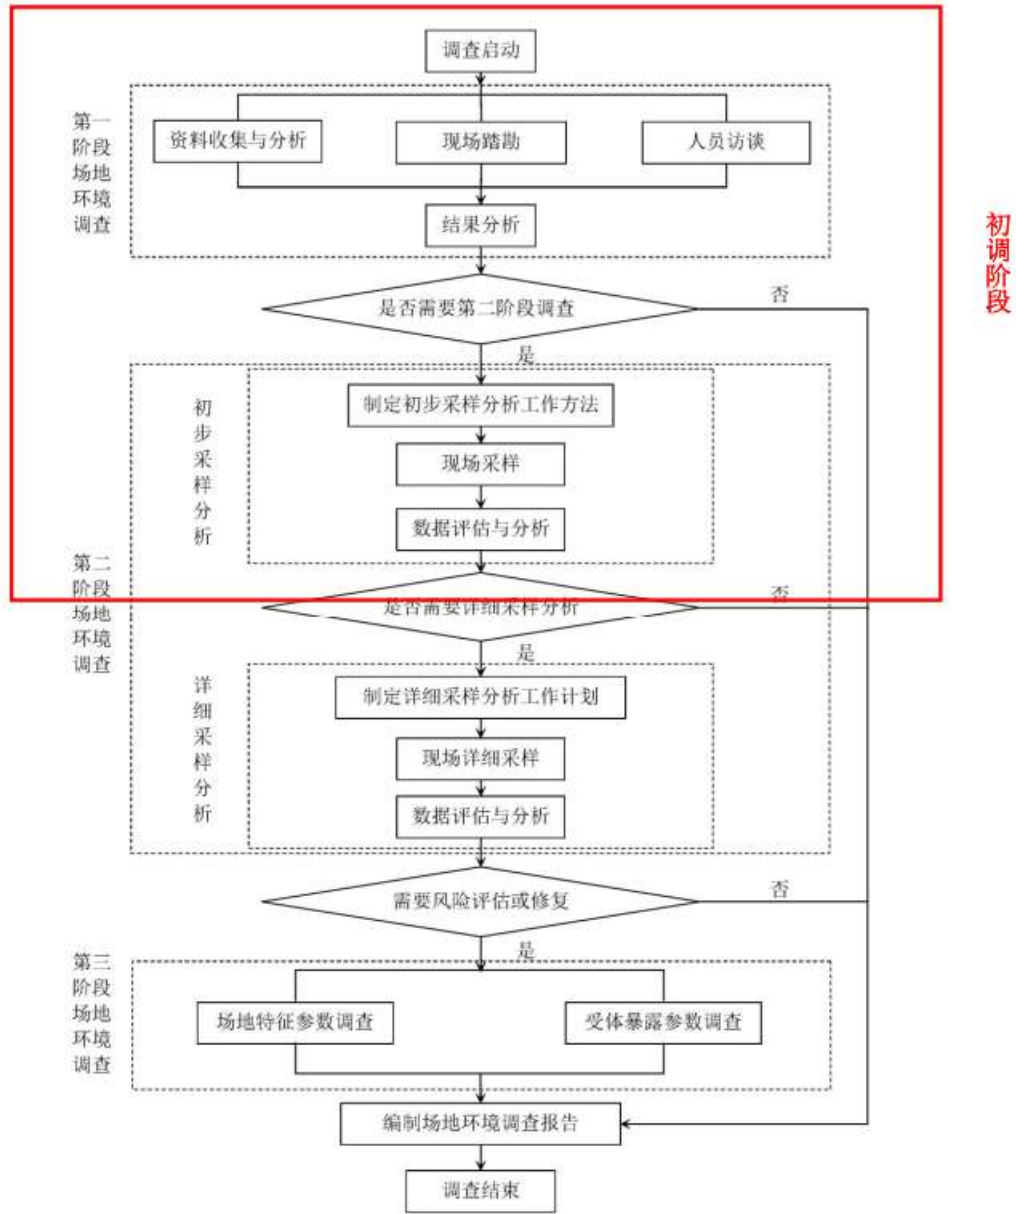 调查启动
第一
阶段
场地
环境
调查
资料收集与分析
现场踏勘
人员访谈
结果分析
初调阶段
是否需要第二阶段调查
否
是
初步采样分析
制定初步采样分析工作方法
现场采样
数据评估与分析
第二
阶段
场地
环境
调查
是否需要详细采样分析
否
是
详细采样分析
制定详细采样分析工作计划
现场详细采样
数据评估与分析
需要风险评估或修复
否
是
第三
阶段
场地
环境
调查
场地特征参数调查
受体暴露参数调查
编制场地环境调查报告
调查结束